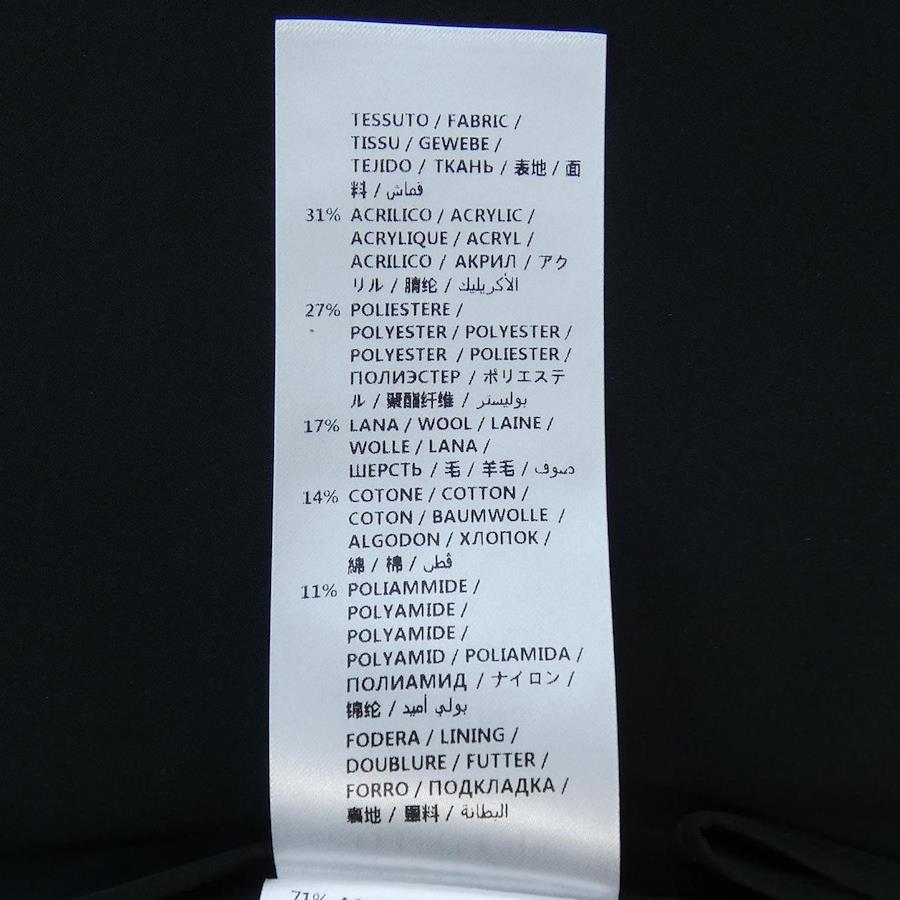 TESSUTO / FABRIC /
TISSU / GEWEBE /
TEJIDO / ТКАНЬ / 表地 / 面
料 / قماش
31% ACRILICO / ACRYLIC /
ACRYLIQUE / ACRYL /
ACRILICO / АКРИЛ / アク
リル / 腈纶 / الأكريليك
27% POLIESTERE /
POLYESTER / POLYESTER /
POLYESTER / POLIESTER /
ПОЛИЭСТЕР / ポリエステ
ル / 聚酯纤维 / بوليستر
17% LANA / WOOL / LAINE /
WOLLE / LANA /
ШЕРСТЬ / 毛 / 羊毛 / صوف
14% COTONE / COTTON /
COTON / BAUMWOLLE /
ALGODON / ХЛОПОК /
綿 / 棉 / قطن
11% POLIAMMIDE /
POLYAMIDE /
POLYAMIDE /
POLYAMID / POLIAMIDA /
ПОЛИАМИД / ナイロン /
锦纶 / بولي أميد
FODERA / LINING /
DOUBLURE / FUTTER /
FORRO / ПОДКЛАДКА /
裏地 / 里料 / البطانة
71%